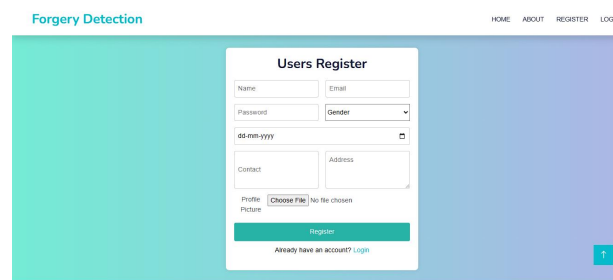 Forgery Detection
HOME ABOUT REGISTER LOG
Users Register
Name Email
Password Gender
dd-mm-yyyy
Contact Address
Profile Picture Choose File No file chosen
Register
Already have an account? Login